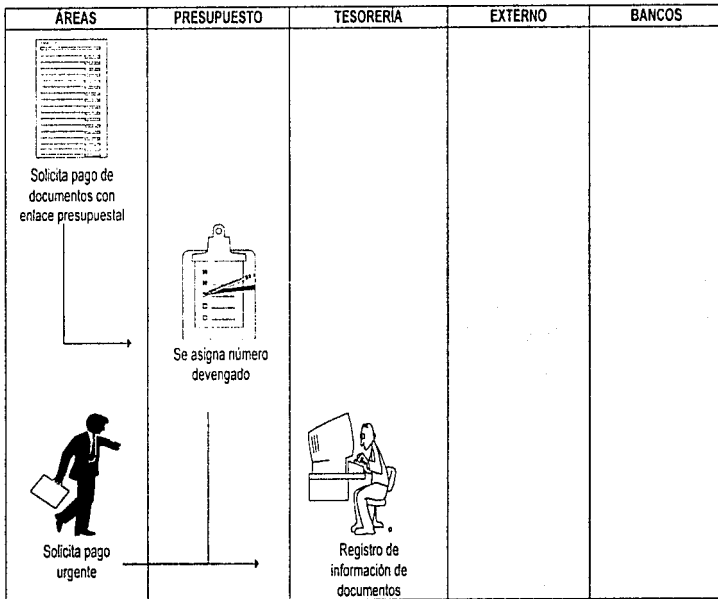 ÁREAS PRESUPUESTO TESORERÍA EXTERNO BANCOS
Solicita pago de
documentos con
enlace presupuestal
Se asigna número
devengado
Solicita pago
urgente
Registro de
información de
documentos